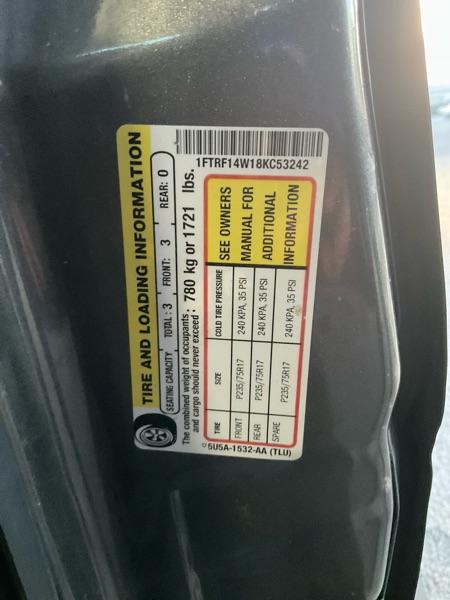 TIRE AND LOADING INFORMATION
SEATING CAPACITY TOTAL: 3 FRONT: 3 REAR: 0
The combined weight of occupants,
and cargo should never exceed: 780 kg or 1721 lbs.
1FTRF14W18KC53242
TIRE SIZE COLD TIRE PRESSURE SEE OWNERS
FRONT P235/75R17 240 KPA, 35 PSI MANUAL FOR
REAR P235/75R17 240 KPA, 35 PSI ADDITIONAL
SPARE P235/75R17 240 KPA, 35 PSI INFORMATION
5U5A-1532-AA (TLU)